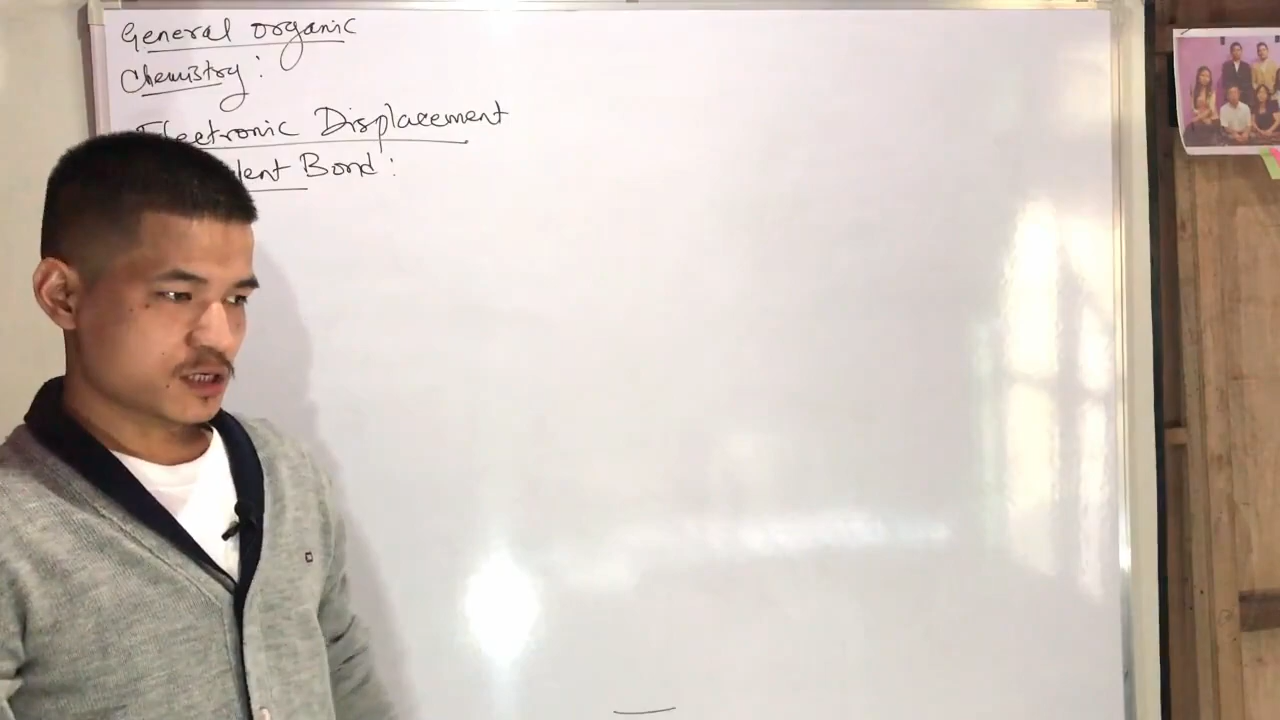 General organic
Chemistry :
Electronic Displacement
Bond :